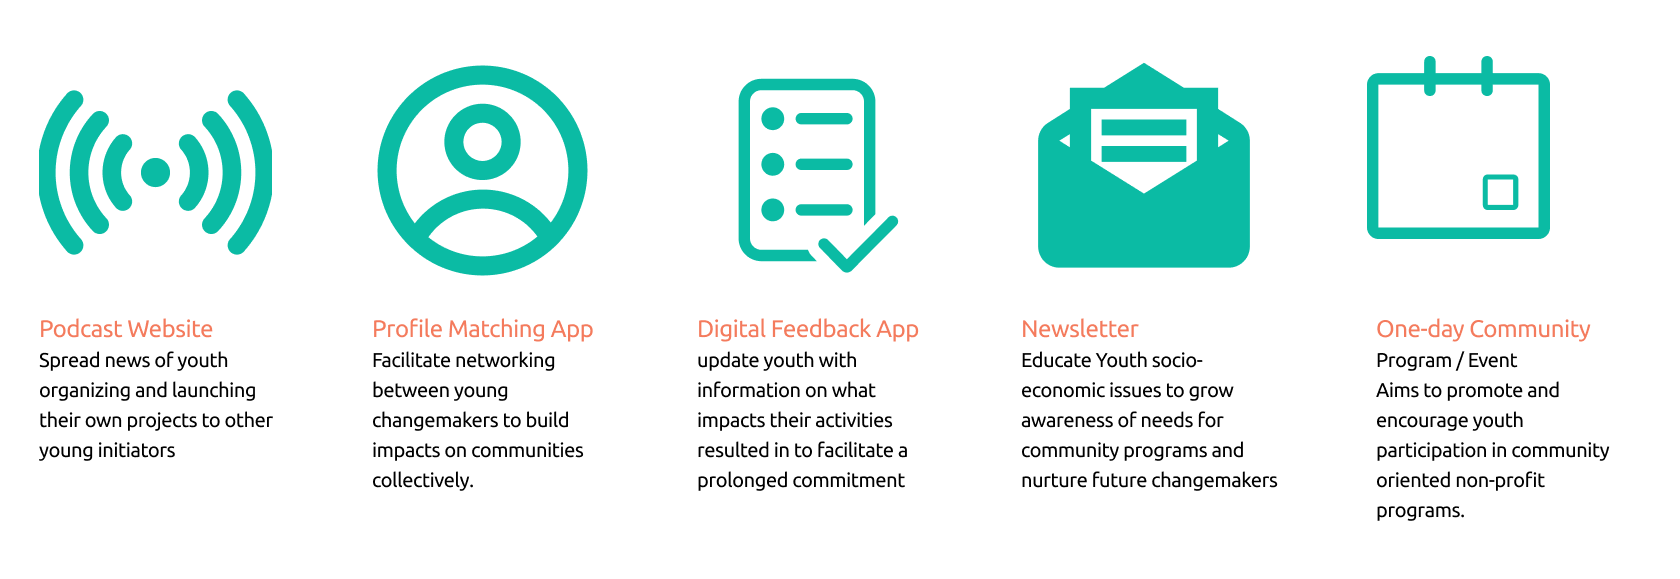 Podcast Website
Spread news of youth
organizing and launching
their own projects to other
young initiators
Profile Matching App
Facilitate networking
between young
changemakers to build
impacts on communities
collectively.
Digital Feedback App
update youth with
information on what
impacts their activities
resulted in to facilitate a
prolonged commitment
Newsletter
Educate Youth socio-
economic issues to grow
awareness of needs for
community programs and
nurture future changemakers
One-day Community
Program / Event
Aims to promote and
encourage youth
participation in community
oriented non-profit
programs.